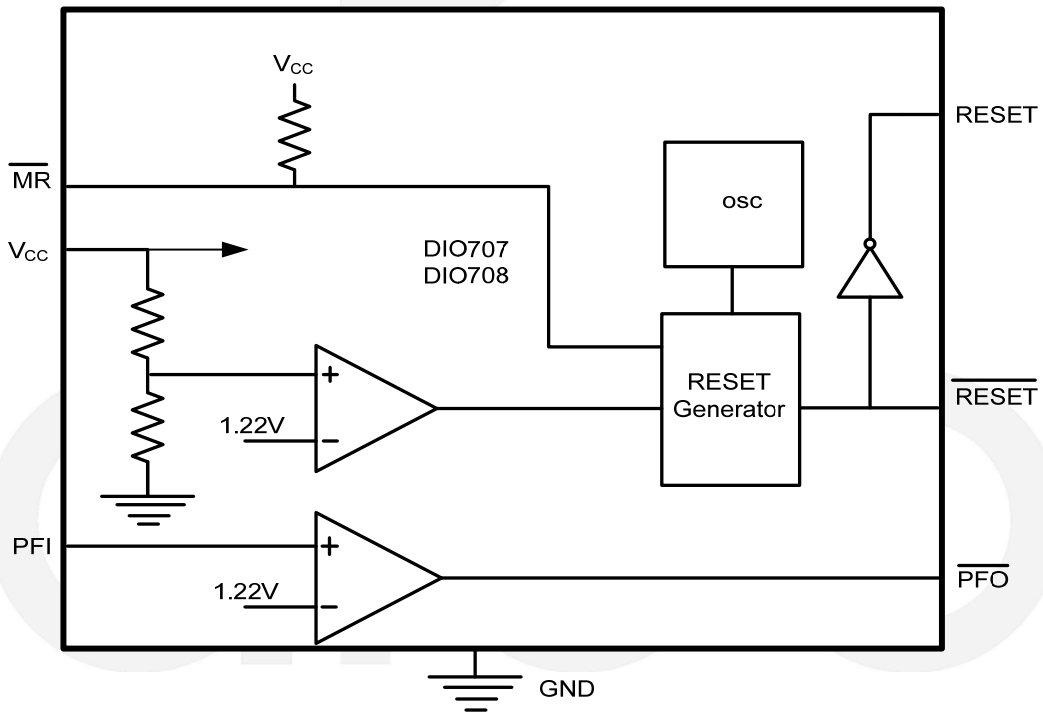 VCC
RESET
MR
osc
VCC
DIO707
DIO708
RESET
Generator
RESET
+
1.22V
−
PFI
+
1.22V
−
PFO
GND